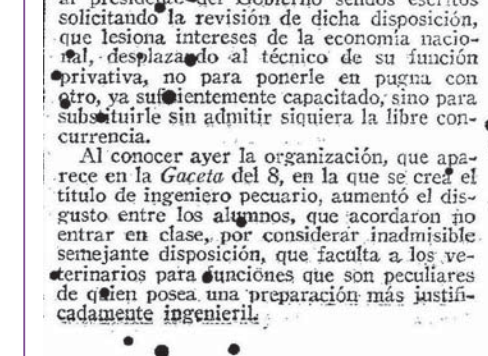 al presidente del Gobierno sendos escritos
solicitando la revisión de dicha disposición,
que lesiona intereses de la economía nacio-
nal, desplazando al técnico de su función
privativa, no para ponerle en pugna con
otro, ya suficientemente capacitado, sino para
substituirle sin admitir siquiera la libre con-
currencia.
Al conocer ayer la organización, que apa-
rece en la Gaceta del 8, en la que se crea el
título de ingeniero pecuario, aumentó el dis-
gusto entre los alumnos, que acordaron no
entrar en clase, por considerar inadmisible
semejante disposición, que faculta a los ve-
terinarios para funciones que son peculiares
de quien posea una preparación más justifi-
cadamente ingenieril.